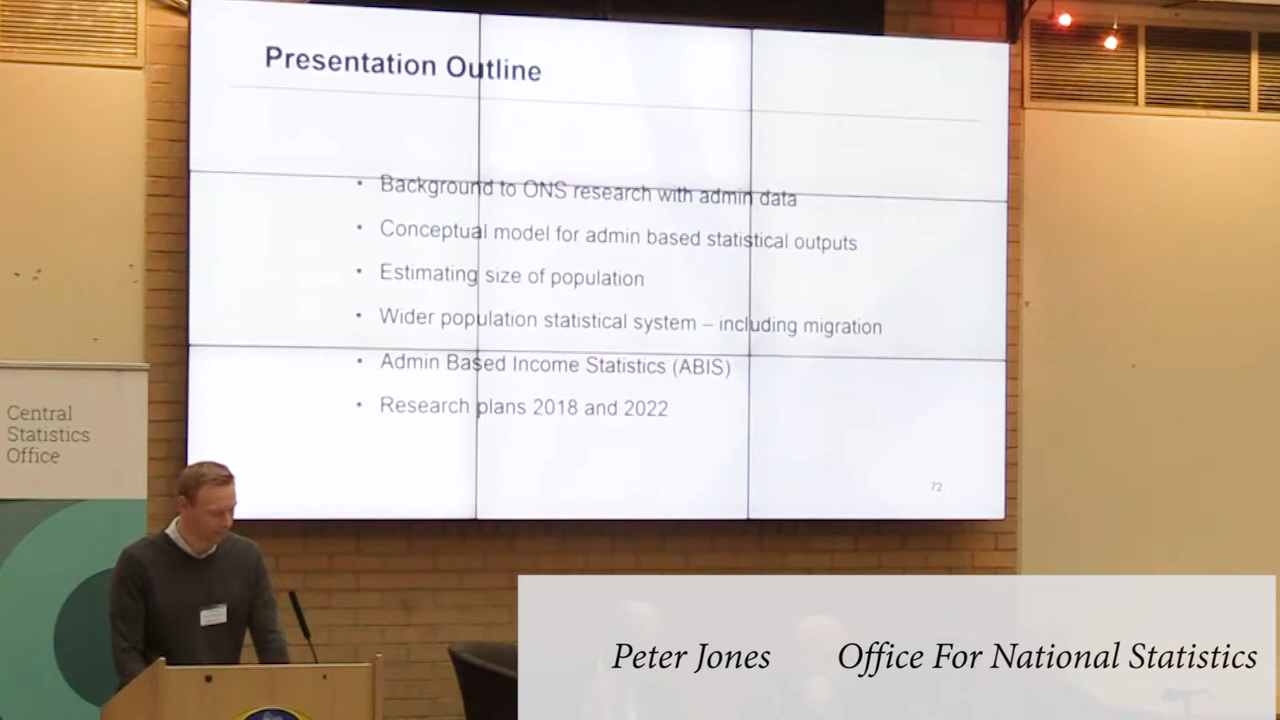 Presentation Outline
• Background to ONS research with admin data
• Conceptual model for admin based statistical outputs
• Estimating size of population
• Wider population statistical system – including migration
• Admin Based Income Statistics (ABIS)
• Research plans 2018 and 2022
72
Central
Statistics
Office
Peter Jones Office For National Statistics